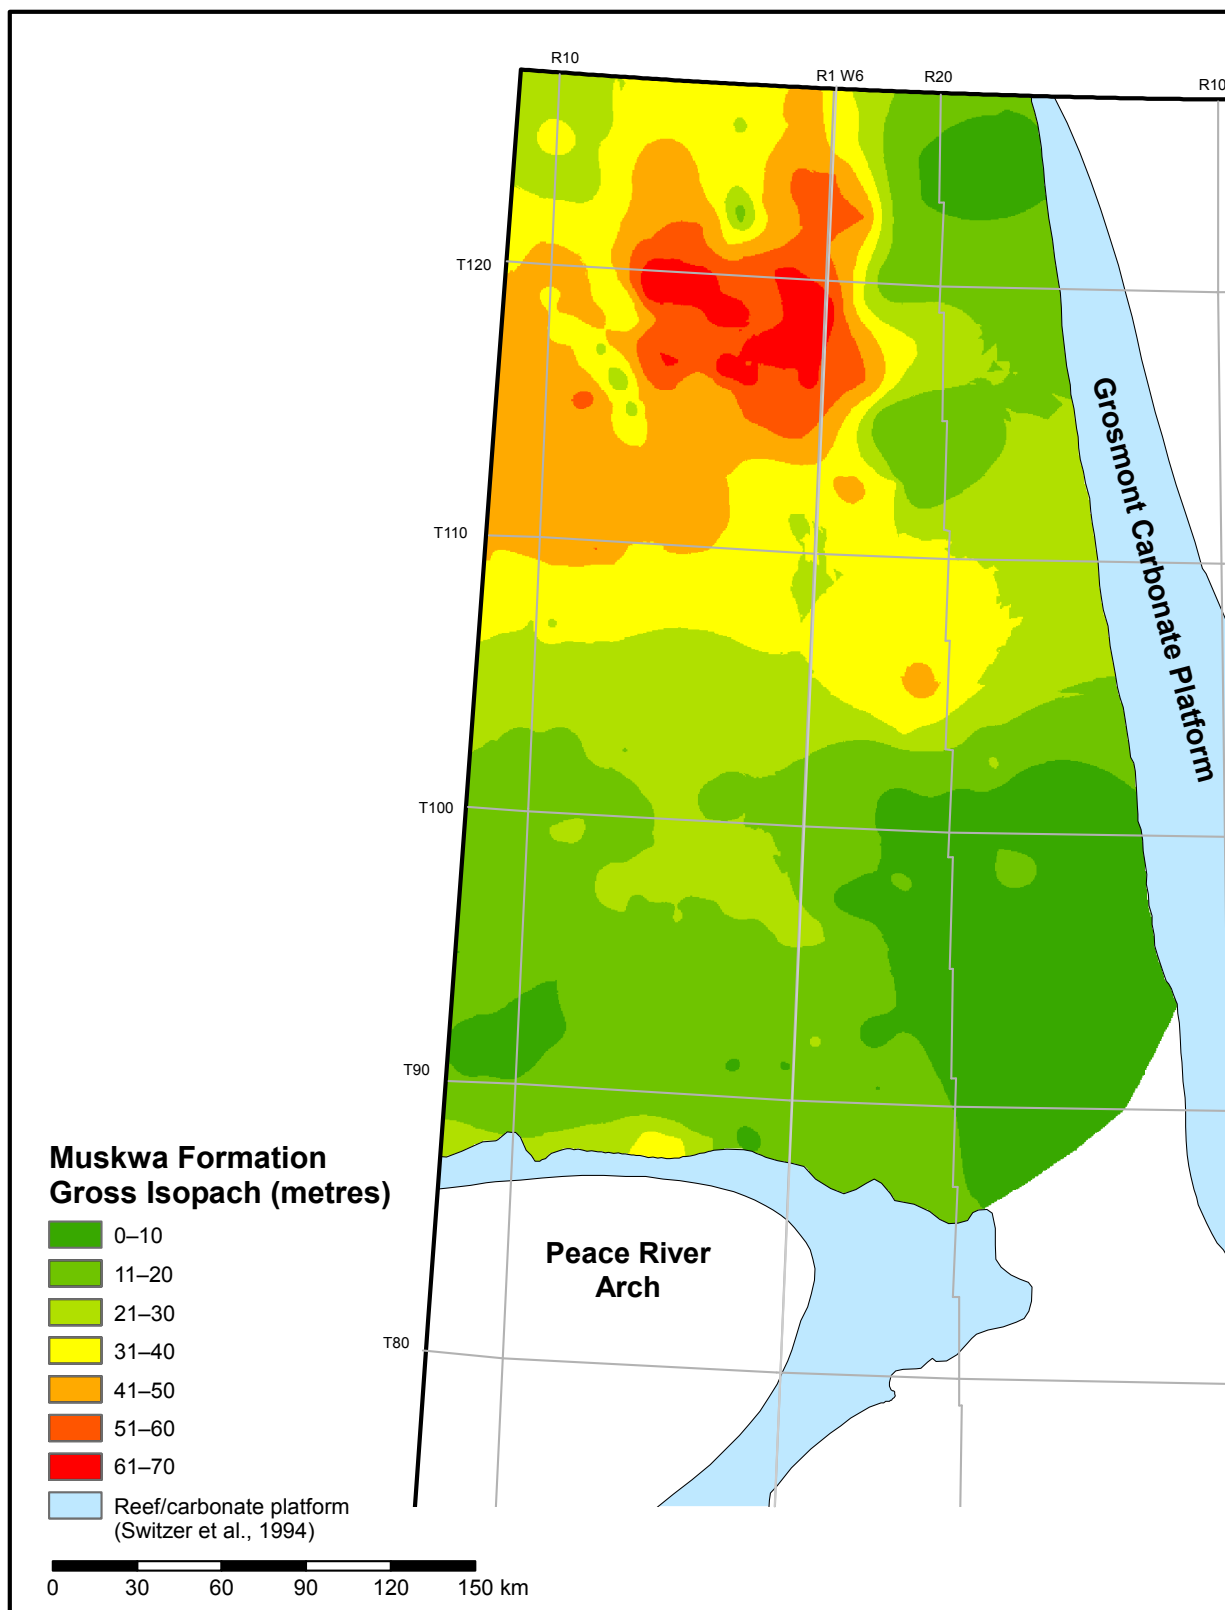 R10
R1 W6
R20
R10
T120
T110
T100
T90
T80
Grosmont Carbonate Platform
Peace River
Arch
Muskwa Formation
Gross Isopach (metres)
0–10
11–20
21–30
31–40
41–50
51–60
61–70
Reef/carbonate platform
(Switzer et al., 1994)
0 30 60 90 120 150 km